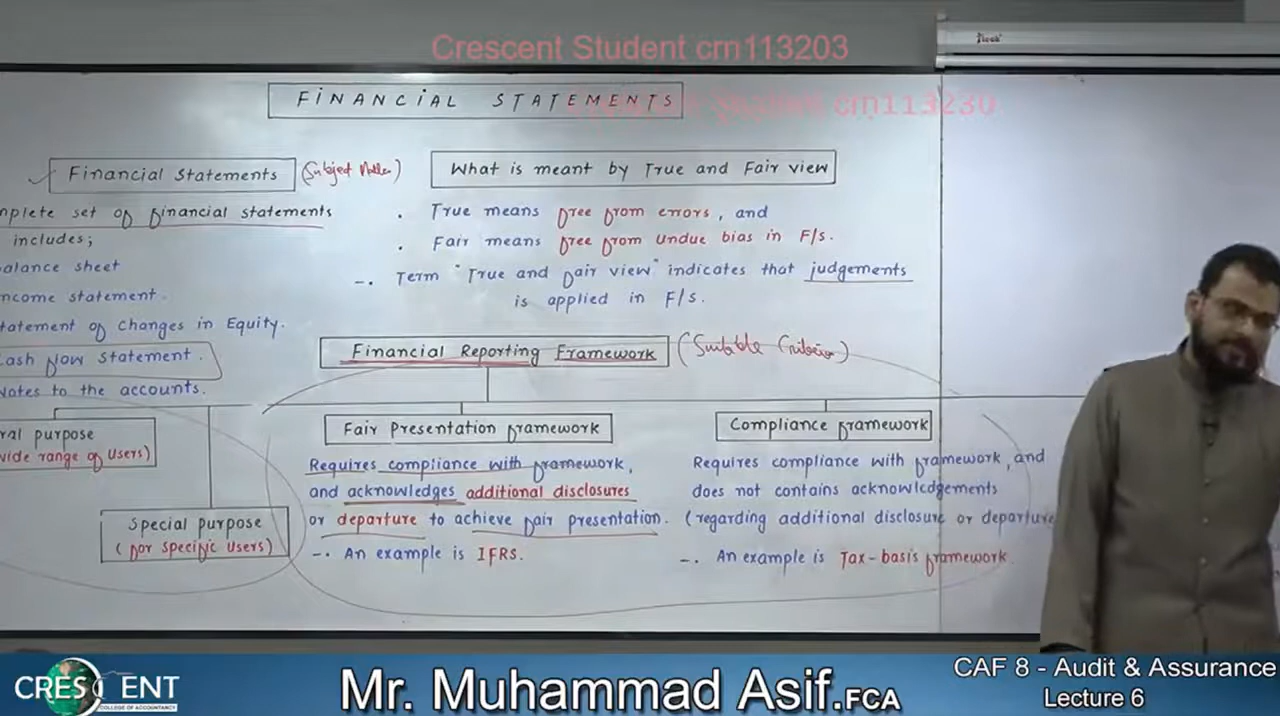 Crescent Student crn113203
crn113230
FINANCIAL STATEMENTS
Financial Statements (Subject
mplete set of financial statements
includes;
alance sheet
ncome statement.
tatement of Changes in Equity.
Cash flow statement.
Notes to the accounts.
ral purpose
wide range of users)
Special purpose
(for specific users)
What is meant by True and Fair view
. True means free from errors, and
. Fair means free from undue bias in F/s.
-. Term "True and fair view" indicates that judgements
is applied in F/s.
Financial Reporting Framework (Suitable Criteria)
Fair Presentation framework
Requires compliance with framework,
and acknowledges additional disclosures
or departure to achieve fair presentation.
-. An example is IFRS.
Compliance framework
Requires compliance with framework, and
does not contains acknowledgements
(regarding additional disclosure or departure
-. An example is Tax-basis framework.
CRESCENT
COLLEGE OF ACCOUNTANCY
Mr. Muhammad Asif.FCA
CAF 8 - Audit & Assurance
Lecture 6